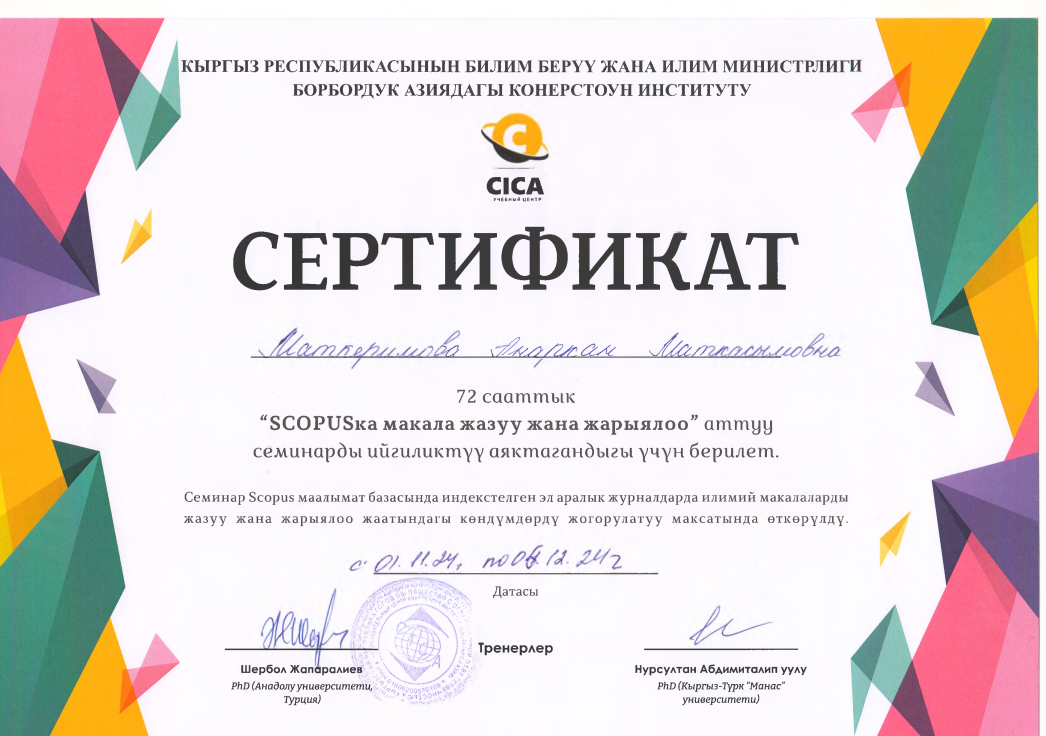 КЫРГЫЗ РЕСПУБЛИКАСЫНЫН БИЛИМ БЕРҮҮ ЖАНА ИЛИМ МИНИСТРЛИГИ
БОРБОРДУК АЗИЯДАГЫ КОНЕРСТОУН ИНСТИТУТУ
CICA
УЧЕБНЫЙ ЦЕНТР
СЕРТИФИКАТ
Маткеримова Анаркан Маткасымовна
72 сааттык
“SCOPUSка макала жазуу жана жарыялоо” аттуу
семинарды ийгиликтүү аяктагандыгы үчүн берилет.
Семинар Scopus маалымат базасында индекстелген эл аралык журналдарда илимий макалаларды
жазуу жана жарыялоо жаатындагы көндүмдөрдү жогорулатуу максатында өткөрүлдү.
с 01.11.24, по 12.24г
Датасы
Тренерлер
Шербол Жапаралиев
PhD (Анадолу университети,
Турция)
Нурсултан Абдимиталип уулу
PhD (Кыргыз-Түрк “Манас”
университети)